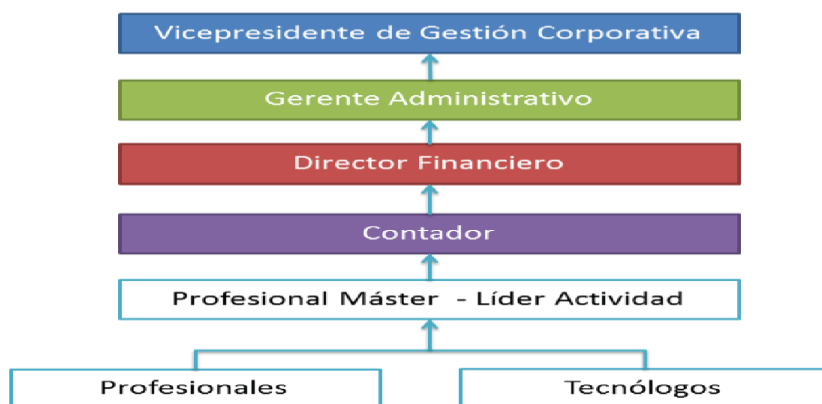 Vicepresidente de Gestión Corporativa
Gerente Administrativo
Director Financiero
Contador
Profesional Máster - Líder Actividad
Profesionales
Tecnólogos